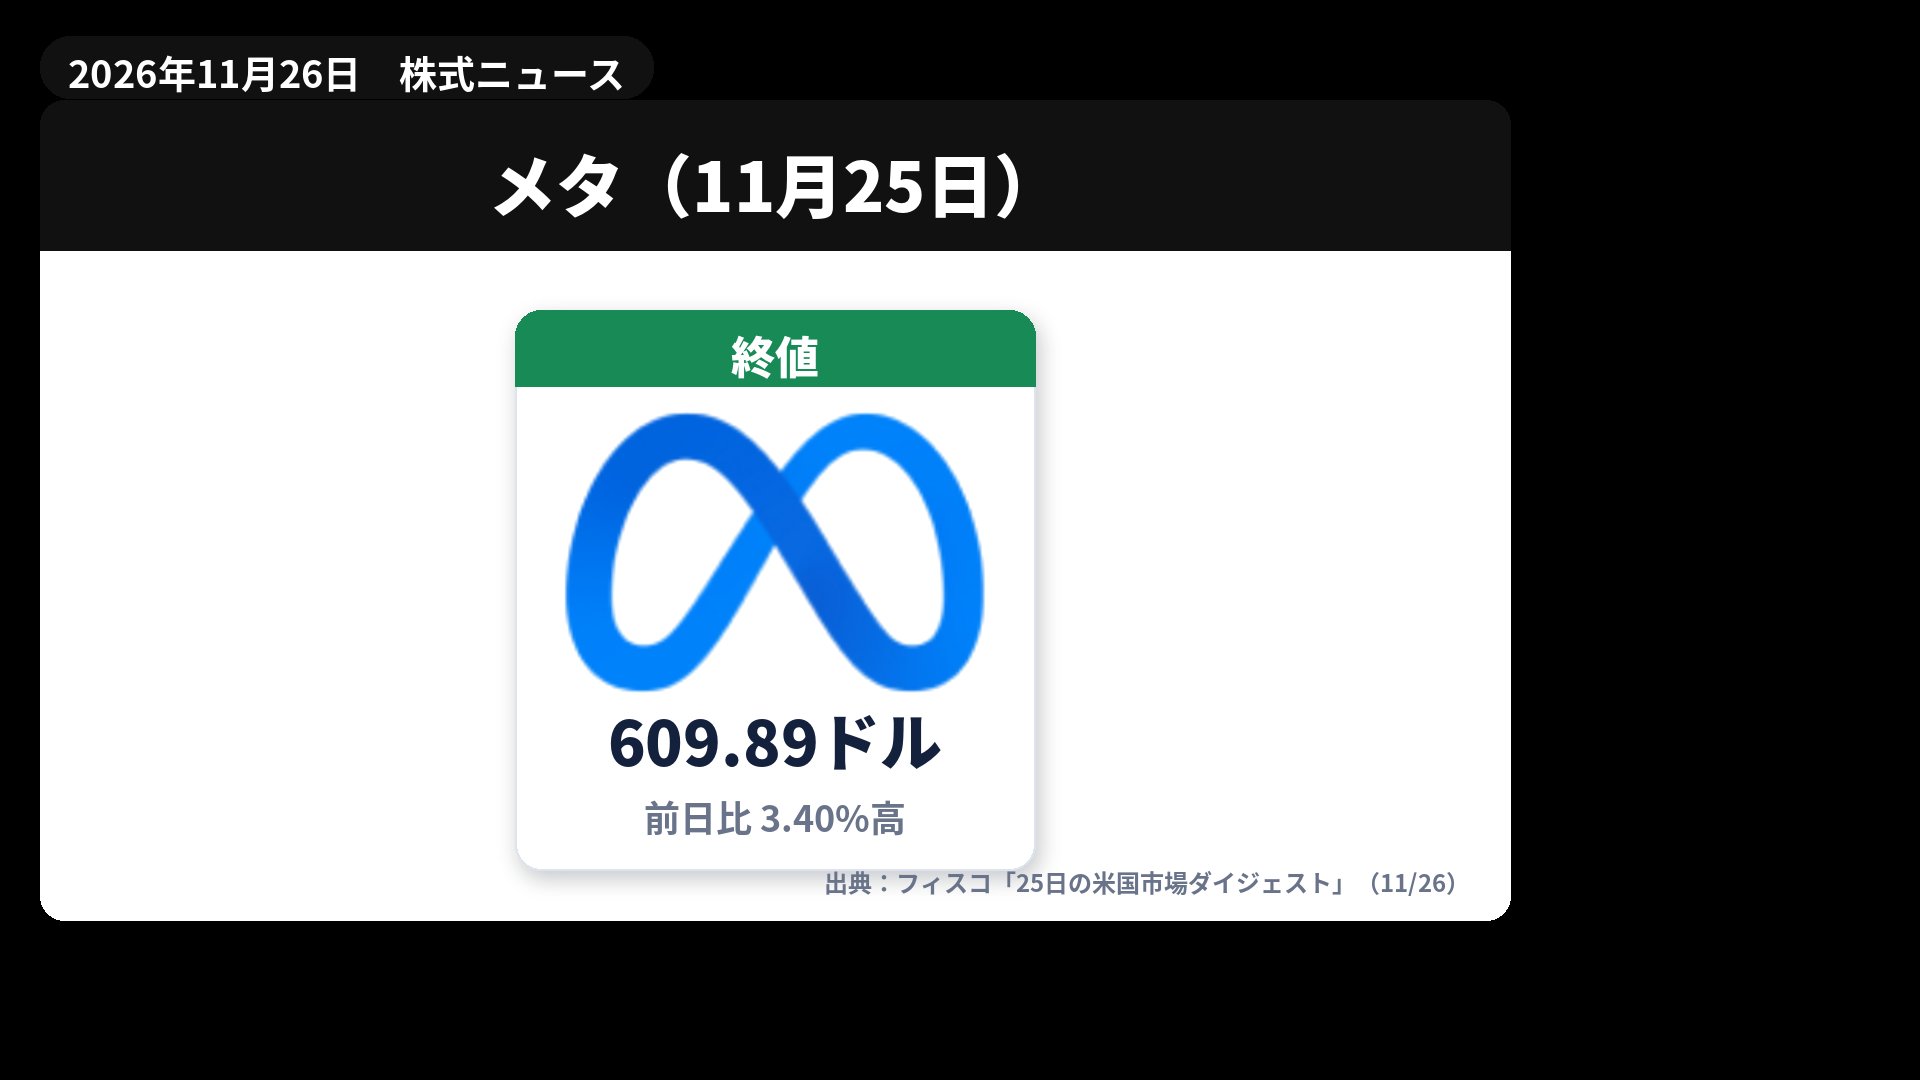 2026年11月26日　株式ニュース
メタ（11月25日）
終値
609.89ドル
前日比 3.40%高
出典：フィスコ「25日の米国市場ダイジェスト」（11/26）